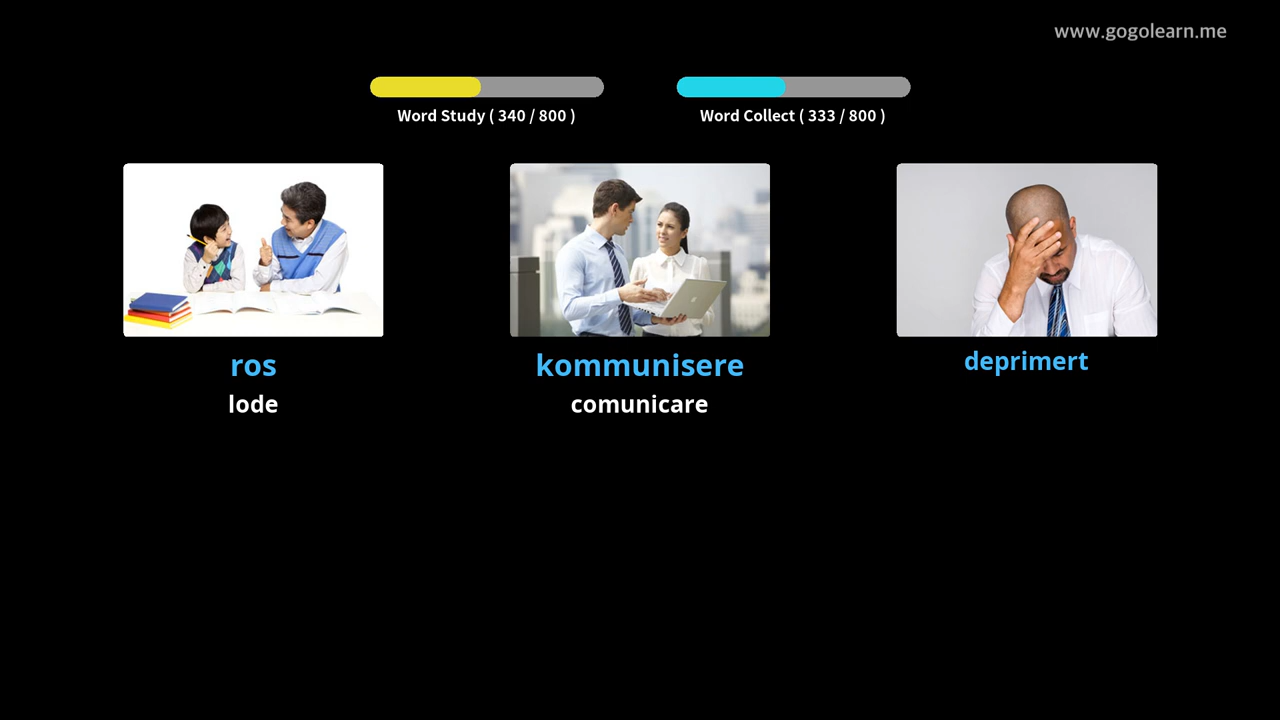 www.gogolearn.me
Word Study ( 340 / 800 )
Word Collect ( 333 / 800 )
ros
lode
kommunisere
comunicare
deprimert